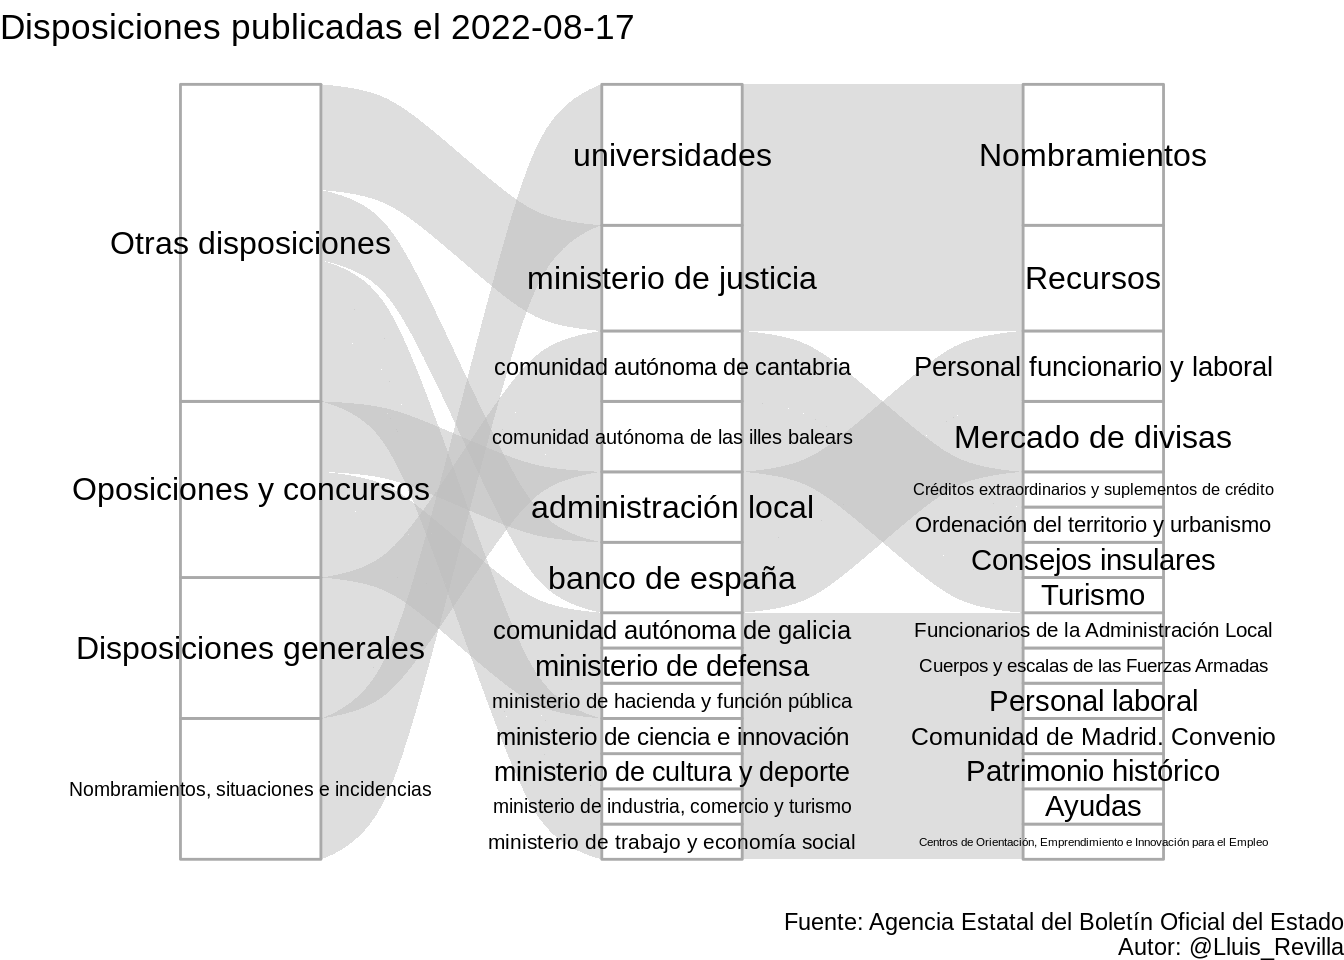 Disposiciones publicadas el 2022-08-17
Otras disposiciones
Oposiciones y concursos
Disposiciones generales
Nombramientos, situaciones e incidencias
universidades
ministerio de justicia
comunidad autónoma de cantabria
comunidad autónoma de las illes balears
administración local
banco de españa
comunidad autónoma de galicia
ministerio de defensa
ministerio de hacienda y función pública
ministerio de ciencia e innovación
ministerio de cultura y deporte
ministerio de industria, comercio y turismo
ministerio de trabajo y economía social
Nombramientos
Recursos
Personal funcionario y laboral
Mercado de divisas
Créditos extraordinarios y suplementos de crédito
Ordenación del territorio y urbanismo
Consejos insulares
Turismo
Funcionarios de la Administración Local
Cuerpos y escalas de las Fuerzas Armadas
Personal laboral
Comunidad de Madrid. Convenio
Patrimonio histórico
Ayudas
Centros de Orientación, Emprendimiento e Innovación para el Empleo
Fuente: Agencia Estatal del Boletín Oficial del Estado
Autor: @Lluis_Revilla